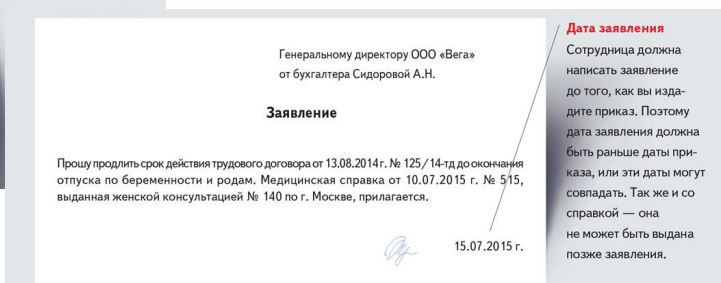 Генеральному директору ООО «Вега»
от бухгалтера Сидоровой А.Н.
Заявление
Прошу продлить срок действия трудового договора от 13.08.2014 г. № 125 / 14-тд до окончания
отпуска по беременности и родам. Медицинская справка от 10.07.2015 г. № 515,
выданная женской консультацией № 140 по г. Москве, прилагается.
15.07.2015 г.
Дата заявления
Сотрудница должна
написать заявление
до того, как вы изда-
дите приказ. Поэтому
дата заявления должна
быть раньше даты при-
каза, или эти даты могут
совпадать. Так же и со
справкой — она
не может быть выдана
позже заявления.